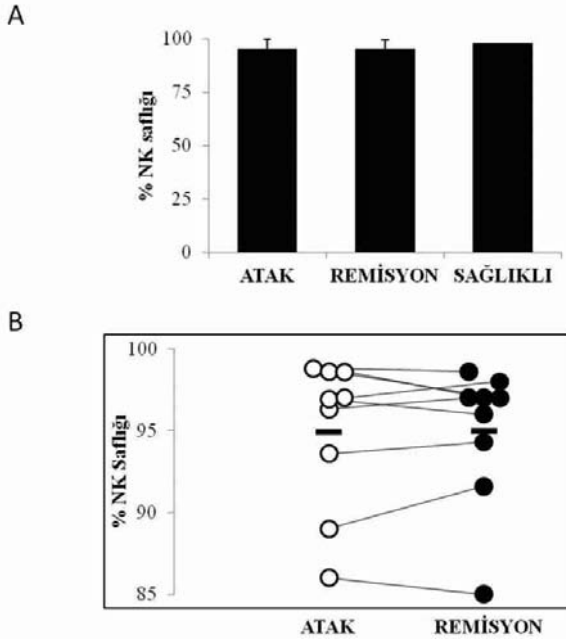 A
% NK saflığı
100
75
50
25
0
ATAK REMİSYON SAĞLIKLI
B
% NK Saflığı
100
95
90
85
ATAK REMİSYON